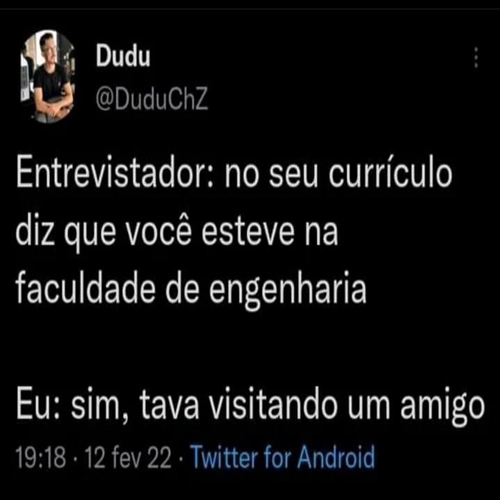 Dudu
@DuduChZ
Entrevistador: no seu currículo
diz que você esteve na
faculdade de engenharia
Eu: sim, tava visitando um amigo
19:18 · 12 fev 22 · Twitter for Android